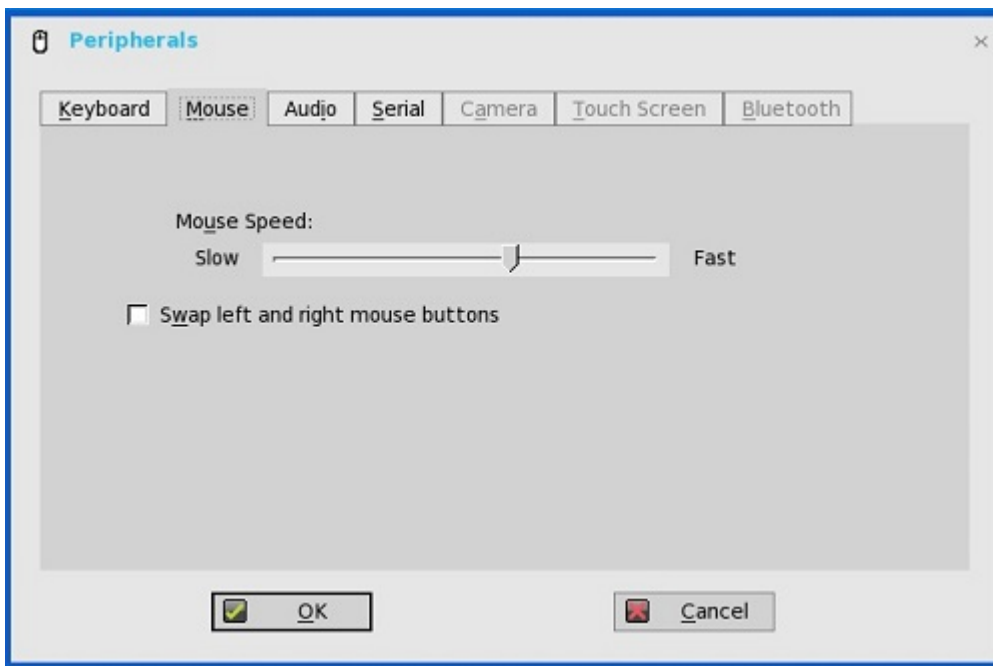 Peripherals
Keyboard Mouse Audio Serial Camera Touch Screen Bluetooth
Mouse Speed:
Slow Fast
Swap left and right mouse buttons
OK Cancel